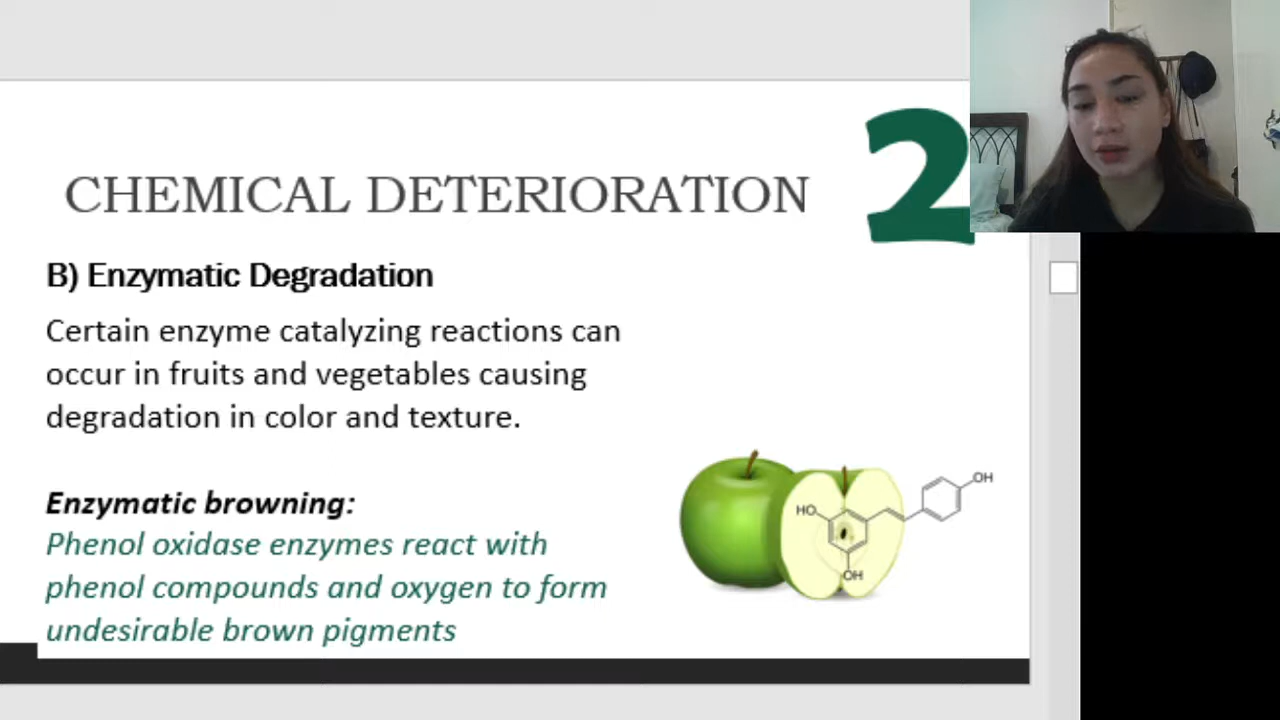 CHEMICAL DETERIORATION
2
B) Enzymatic Degradation
Certain enzyme catalyzing reactions can
occur in fruits and vegetables causing
degradation in color and texture.
Enzymatic browning:
Phenol oxidase enzymes react with
phenol compounds and oxygen to form
undesirable brown pigments
OH
HO
OH